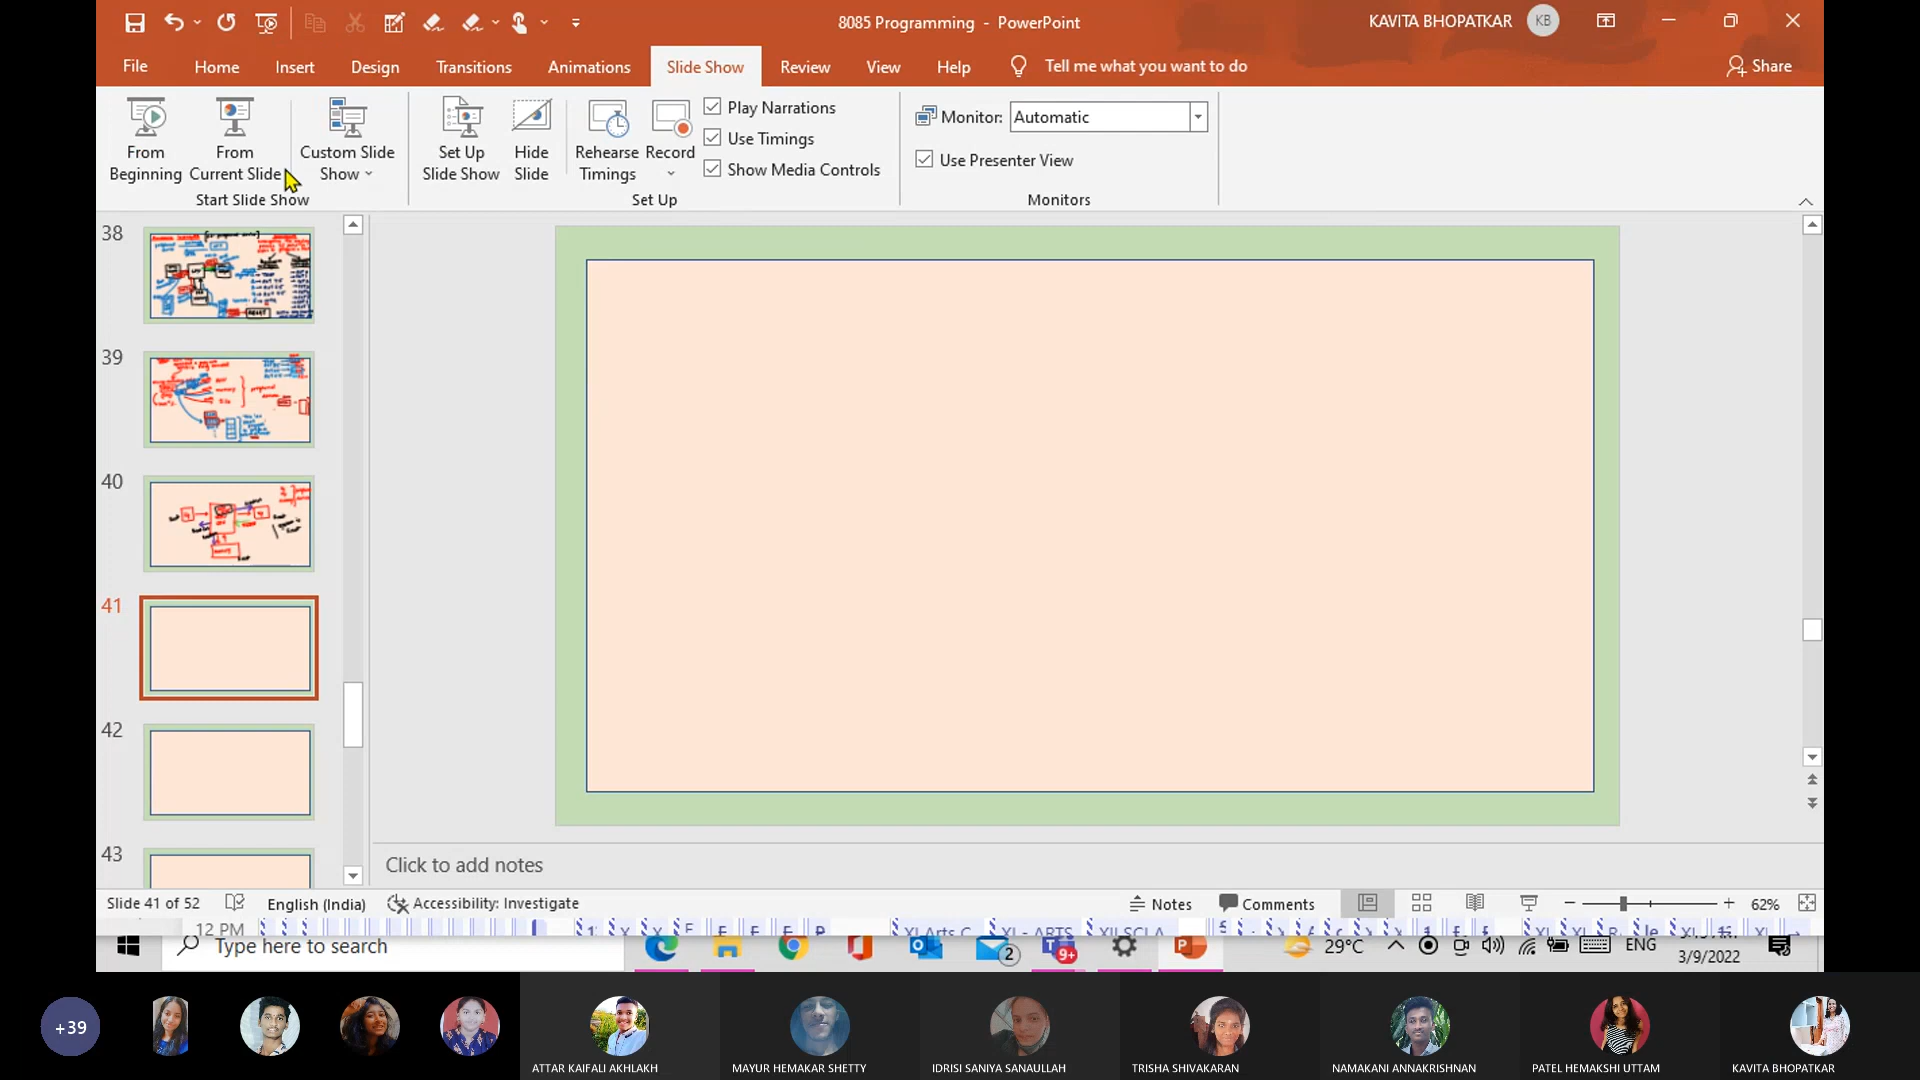 8085 Programming - PowerPoint
KAVITA BHOPATKAR
KB
File
Home
Insert
Design
Transitions
Animations
Slide Show
Review
View
Help
Tell me what you want to do
Share
From Beginning
From Current Slide
Custom Slide Show
Start Slide Show
Set Up Slide Show
Hide Slide
Rehearse Timings
Record
Play Narrations
Use Timings
Show Media Controls
Set Up
Monitor: Automatic
Use Presenter View
Monitors
38
39
40
41
42
43
Click to add notes
Slide 41 of 52
English (India)
Accessibility: Investigate
Notes
Comments
62%
12 PM
Type here to search
2
9+
29°C
ENG
3/9/2022
+39
ATTAR KAIFALI AKHLAKH
MAYUR HEMAKAR SHETTY
IDRISI SANIYA SANAULLAH
TRISHA SHIVAKARAN
NAMAKANI ANNAKRISHNAN
PATEL HEMAKSHI UTTAM
KAVITA BHOPATKAR